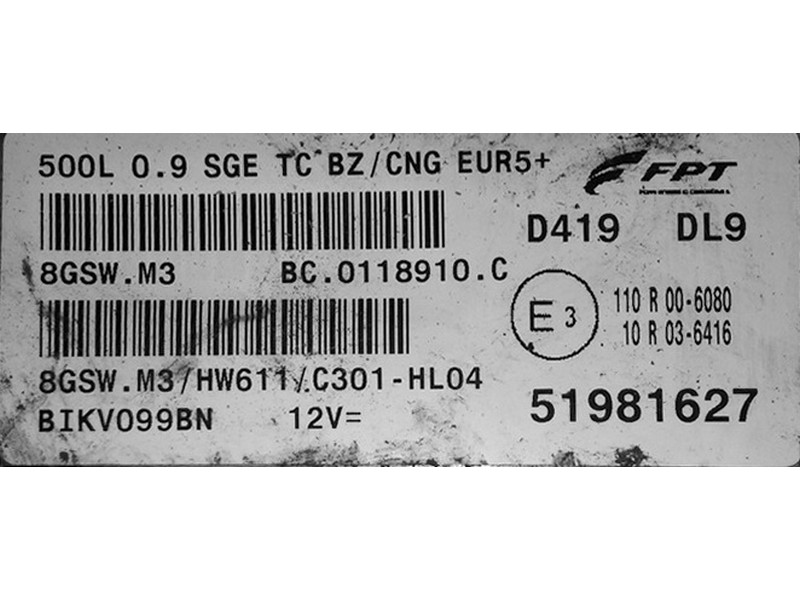 500L 0.9 SGE TC BZ/CNG EUR5+
FPT
D419 DL9
8GSW.M3 BC.0118910.C
E 3
110 R 00-6080
10 R 03-6416
8GSW.M3/HW611/C301-HL04
BIKV099BN 12V=
51981627